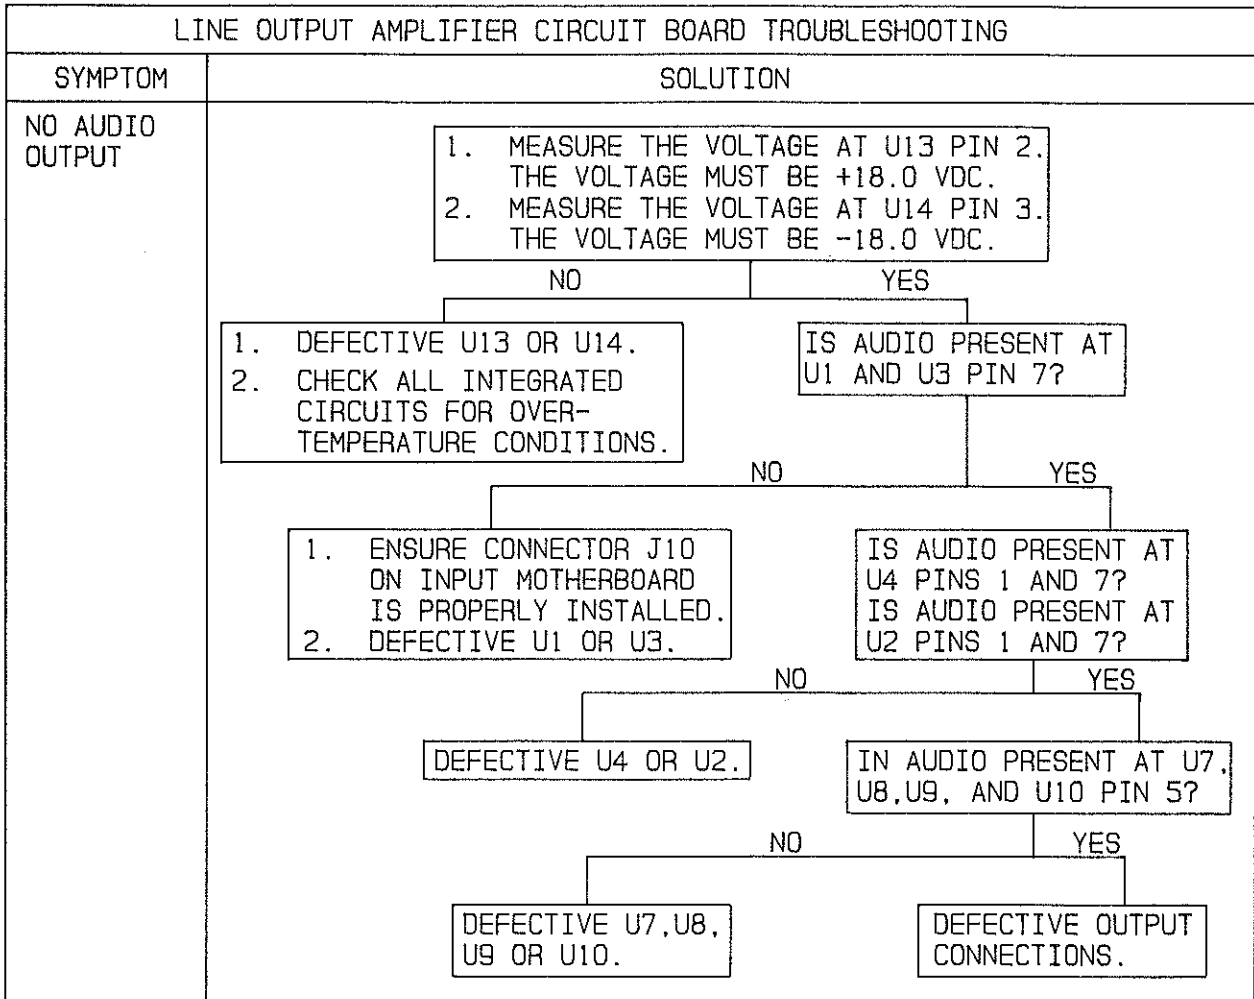 LINE OUTPUT AMPLIFIER CIRCUIT BOARD TROUBLESHOOTING
SYMPTOM
SOLUTION
NO AUDIO
OUTPUT
1. MEASURE THE VOLTAGE AT U13 PIN 2.
THE VOLTAGE MUST BE +18.0 VDC.
2. MEASURE THE VOLTAGE AT U14 PIN 3.
THE VOLTAGE MUST BE -18.0 VDC.
NO
YES
1. DEFECTIVE U13 OR U14.
2. CHECK ALL INTEGRATED
CIRCUITS FOR OVER-
TEMPERATURE CONDITIONS.
IS AUDIO PRESENT AT
U1 AND U3 PIN 7?
NO
YES
1. ENSURE CONNECTOR J10
ON INPUT MOTHERBOARD
IS PROPERLY INSTALLED.
2. DEFECTIVE U1 OR U3.
IS AUDIO PRESENT AT
U4 PINS 1 AND 7?
IS AUDIO PRESENT AT
U2 PINS 1 AND 7?
NO
YES
DEFECTIVE U4 OR U2.
IN AUDIO PRESENT AT U7,
U8,U9, AND U10 PIN 5?
NO
YES
DEFECTIVE U7,U8,
U9 OR U10.
DEFECTIVE OUTPUT
CONNECTIONS.